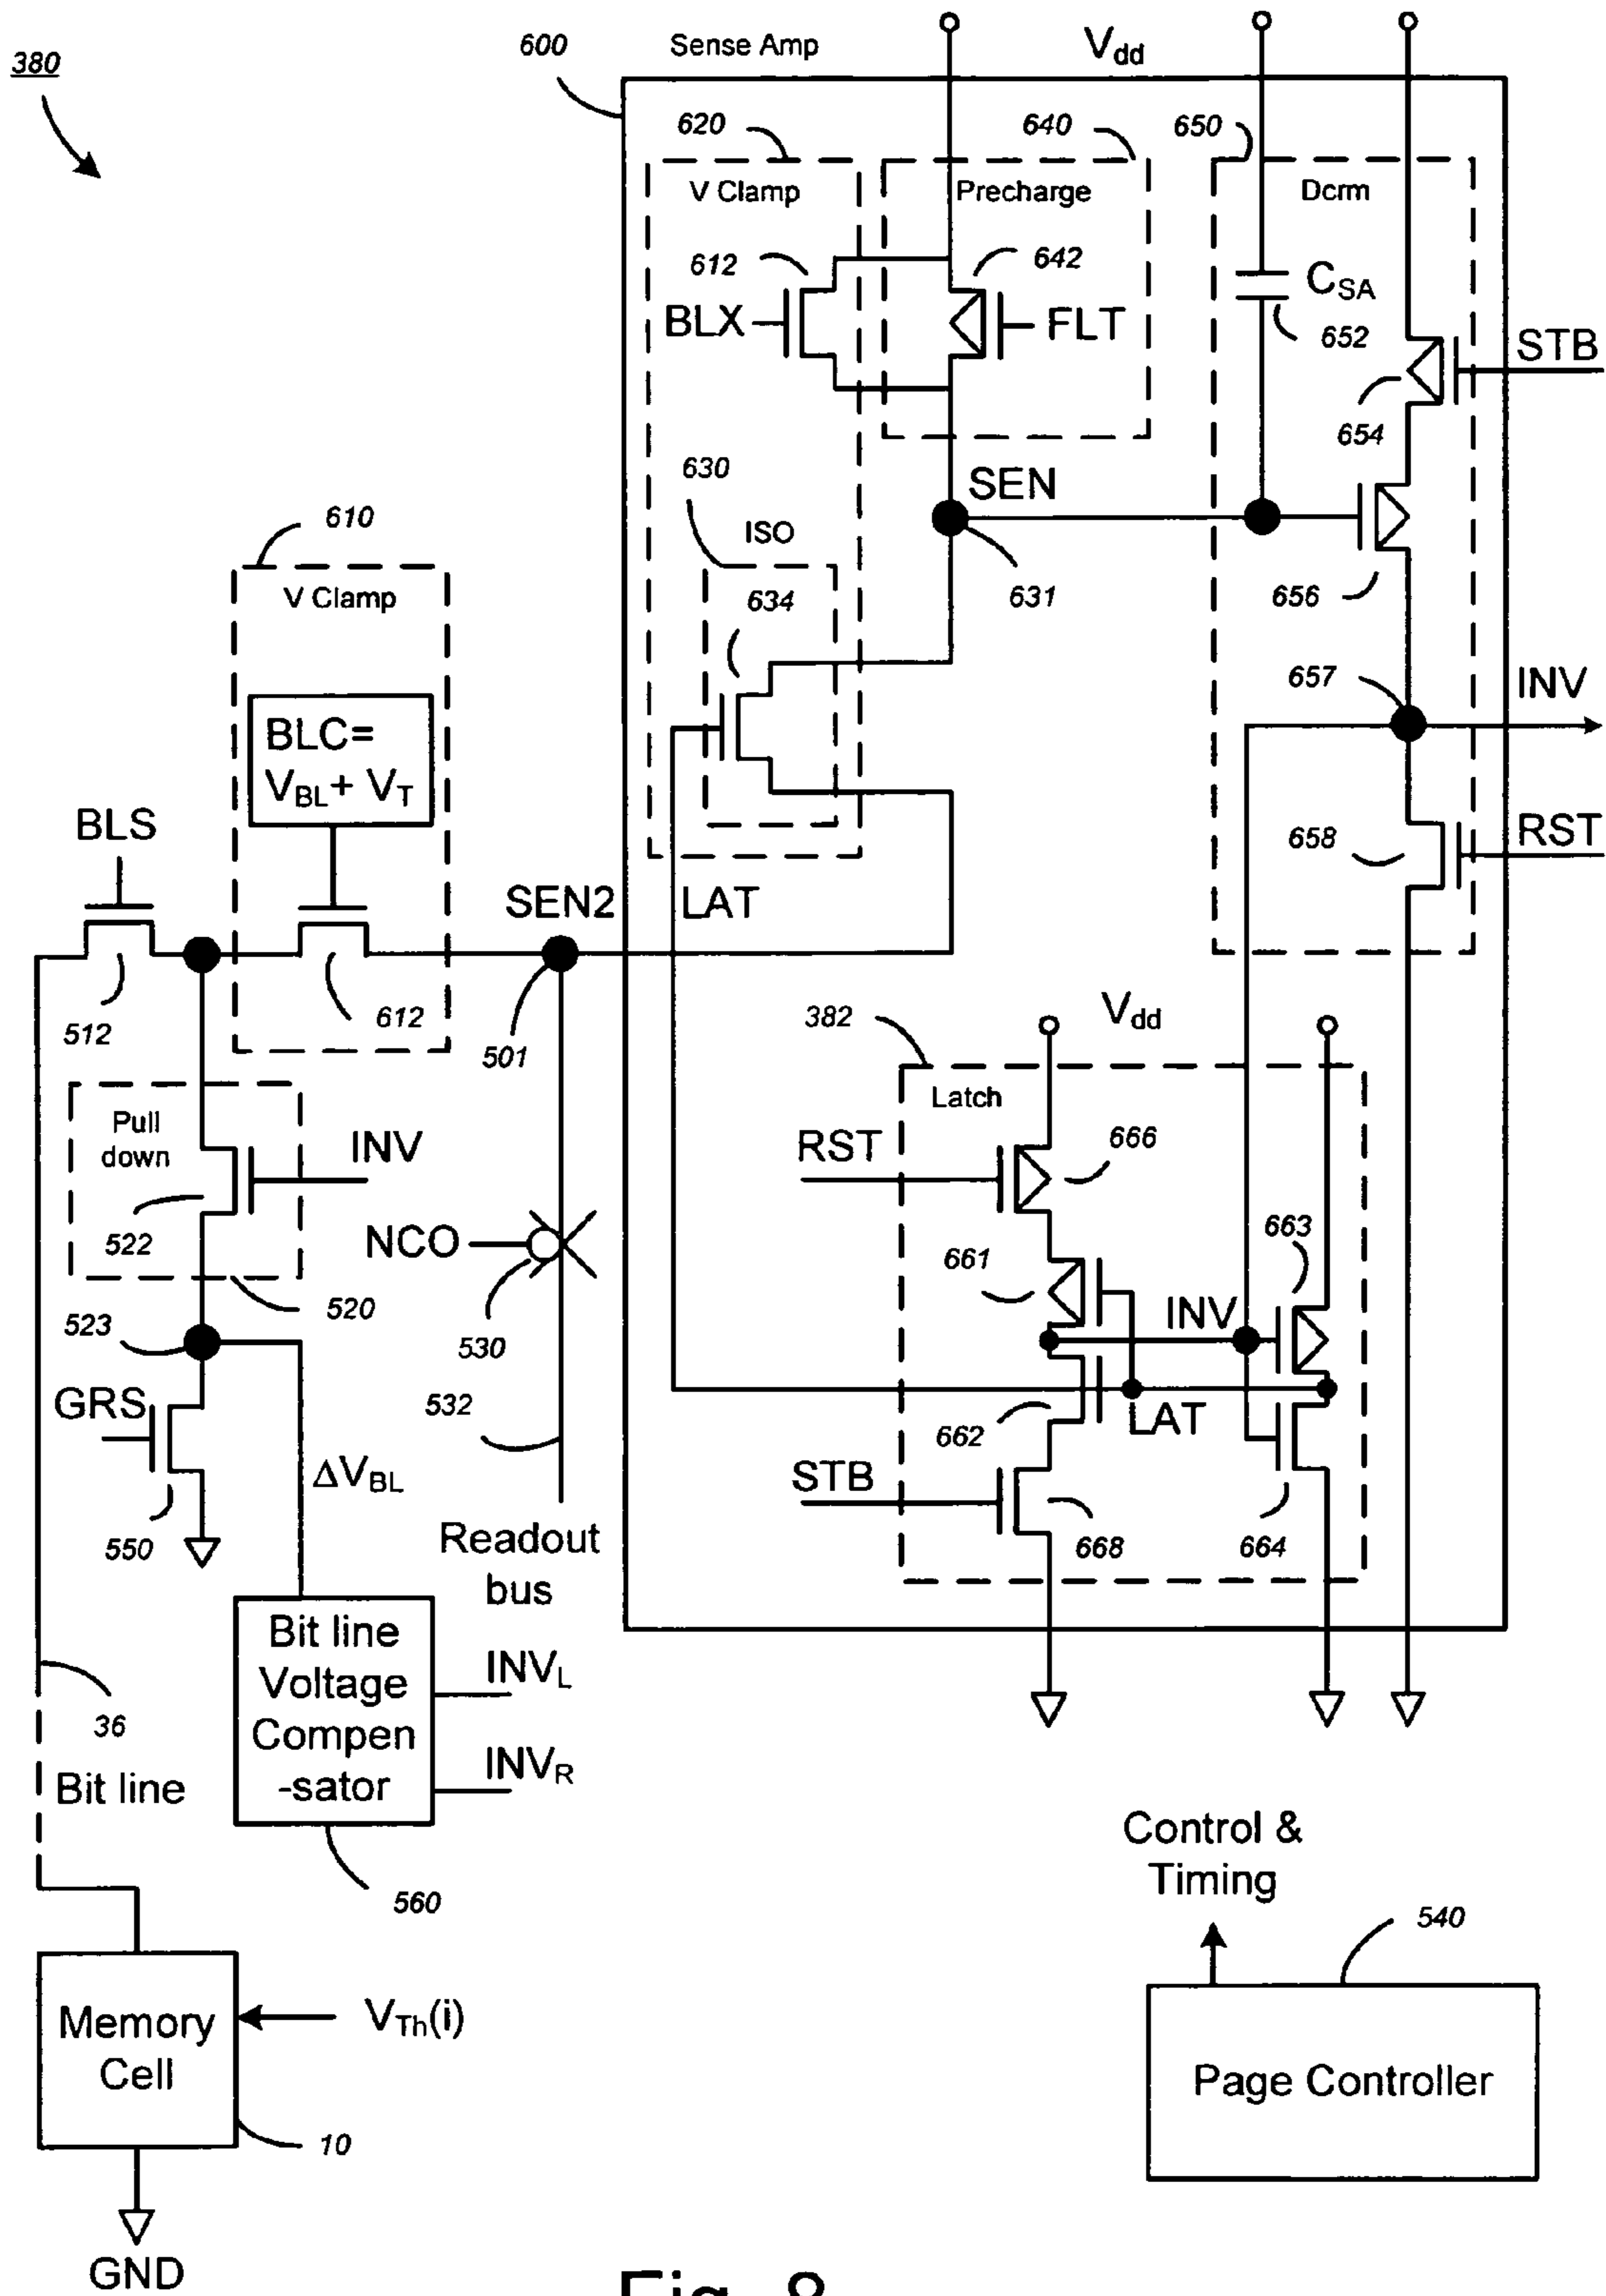 380
600
Sense Amp
Vdd
620
640
650
V Clamp
Precharge
Dcrm
612
642
BLX
FLT
CSA
652
STB
654
630
SEN
ISO
634
631
656
610
V Clamp
BLC=
VBL+ VT
657
INV
658
RST
BLS
SEN2
LAT
512
612
501
382
Vdd
Latch
Pull
down
INV
522
RST
666
NCO
663
661
INV
520
523
530
GRS
532
662
LAT
ΔVBL
STB
550
668
664
Readout
bus
Bit line
Voltage
Compen
-sator
INVL
INVR
36
Bit line
560
Control &
Timing
540
Memory
Cell
VTh(i)
Page Controller
10
GND
Fig. 8